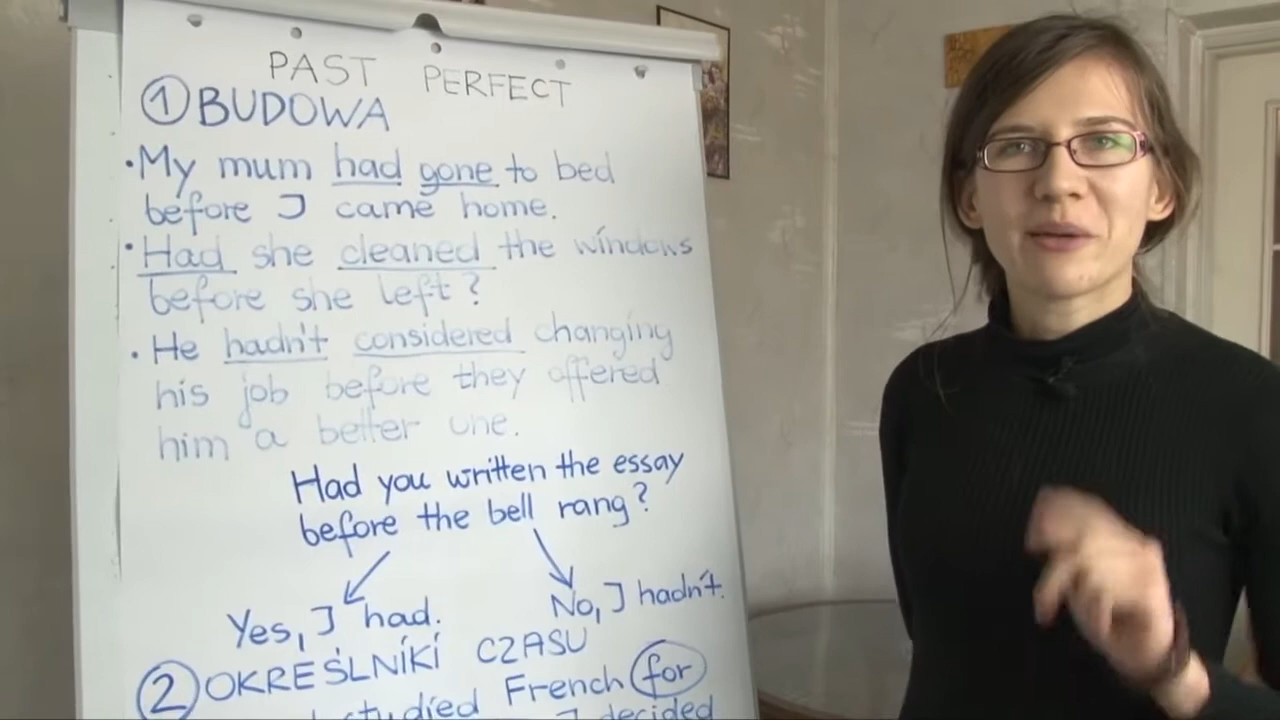 PAST PERFECT
① BUDOWA
• My mum had gone to bed
before I came home.
• Had she cleaned the windows
before she left?
• He hadn't considered changing
his job before they offered
him a better one.
Had you written the essay
before the bell rang?
Yes, I had.
No, I hadn't.
② OKREŚLNIKI CZASU
studied French for
I decided